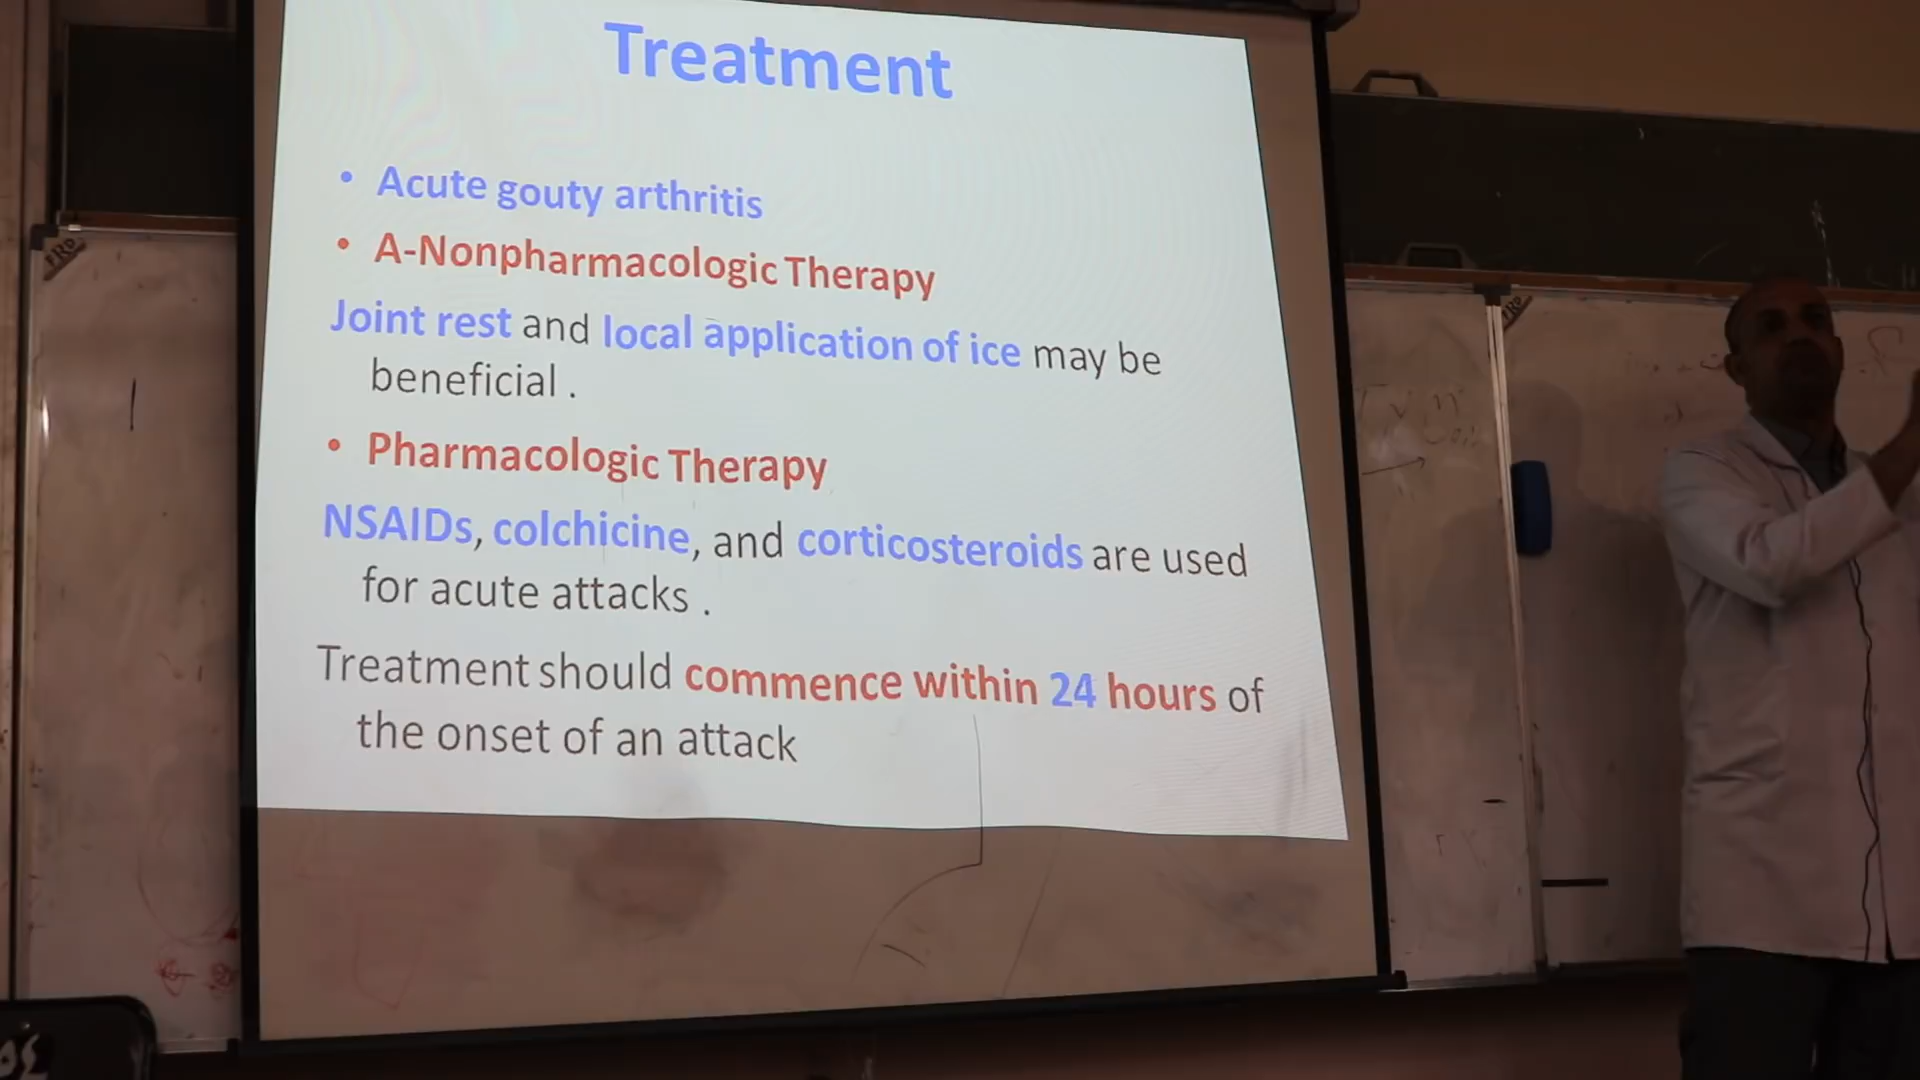 Treatment
• Acute gouty arthritis
• A-Nonpharmacologic Therapy
Joint rest and local application of ice may be
beneficial .
• Pharmacologic Therapy
NSAIDs, colchicine, and corticosteroids are used
for acute attacks .
Treatment should commence within 24 hours of
the onset of an attack